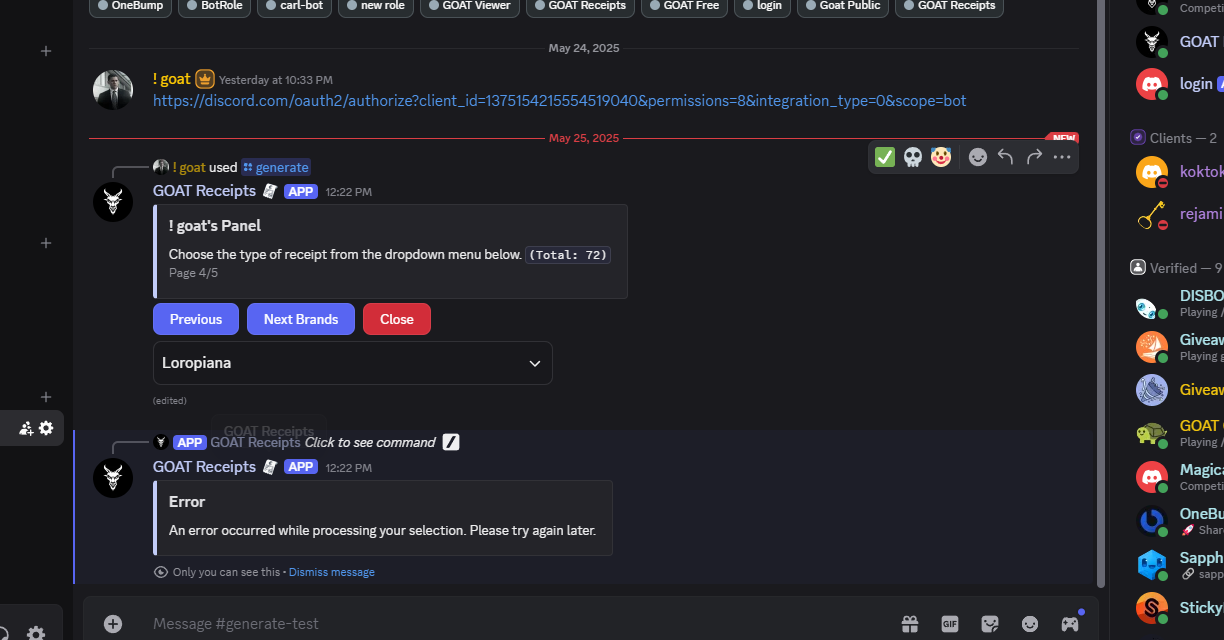 OneBump
BotRole
carl-bot
new role
GOAT Viewer
GOAT Receipts
GOAT Free
login
Goat Public
GOAT Receipts
May 24, 2025
! goat Yesterday at 10:33 PM
https://discord.com/oauth2/authorize?client_id=1375154215554519040&permissions=8&integration_type=0&scope=bot
May 25, 2025
NEW
! goat used generate
GOAT Receipts APP 12:22 PM
! goat's Panel
Choose the type of receipt from the dropdown menu below. (Total: 72)
Page 4/5
Previous
Next Brands
Close
Loropiana
(edited)
GOAT Receipts
APP GOAT Receipts Click to see command
GOAT Receipts APP 12:22 PM
Error
An error occurred while processing your selection. Please try again later.
Only you can see this • Dismiss message
Message #generate-test
GIF
Competi
GOAT
login
Clients — 2
koktok
rejami
Verified — 9
DISBO
Playing /
Giveaw
Playing g
Giveaw
GOAT
Playing /
Magica
Competi
OneBu
Shar
Sapph
sapp
Sticky